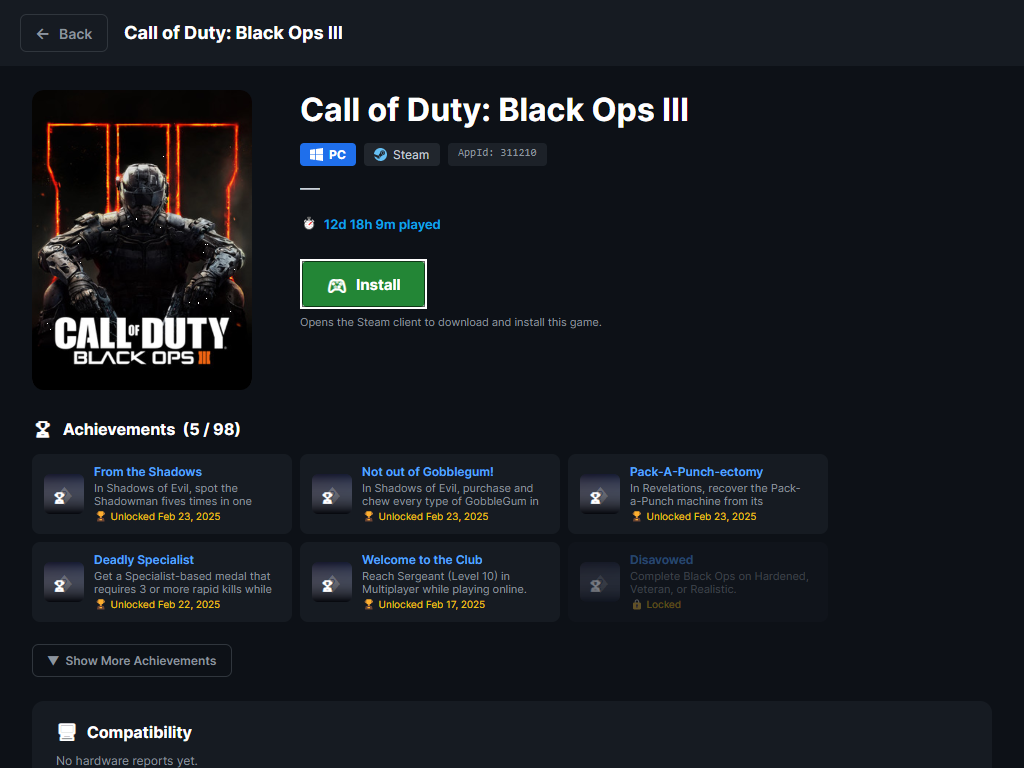 ← Back
Call of Duty: Black Ops III
CALL OF DUTY
BLACK OPS III
Call of Duty: Black Ops III
PC
Steam
AppId: 311210
—
12d 18h 9m played
Install
Opens the Steam client to download and install this game.
Achievements (5 / 98)
From the Shadows
In Shadows of Evil, spot the
Shadowman fives times in one
Unlocked Feb 23, 2025
Not out of Gobblegum!
In Shadows of Evil, purchase and
chew every type of GobbleGum in
Unlocked Feb 23, 2025
Pack-A-Punch-ectomy
In Revelations, recover the Pack-
a-Punch machine from its
Unlocked Feb 23, 2025
Deadly Specialist
Get a Specialist-based medal that
requires 3 or more rapid kills while
Unlocked Feb 22, 2025
Welcome to the Club
Reach Sergeant (Level 10) in
Multiplayer while playing online.
Unlocked Feb 17, 2025
Disavowed
Complete Black Ops on Hardened,
Veteran, or Realistic.
Locked
▼ Show More Achievements
Compatibility
No hardware reports yet.